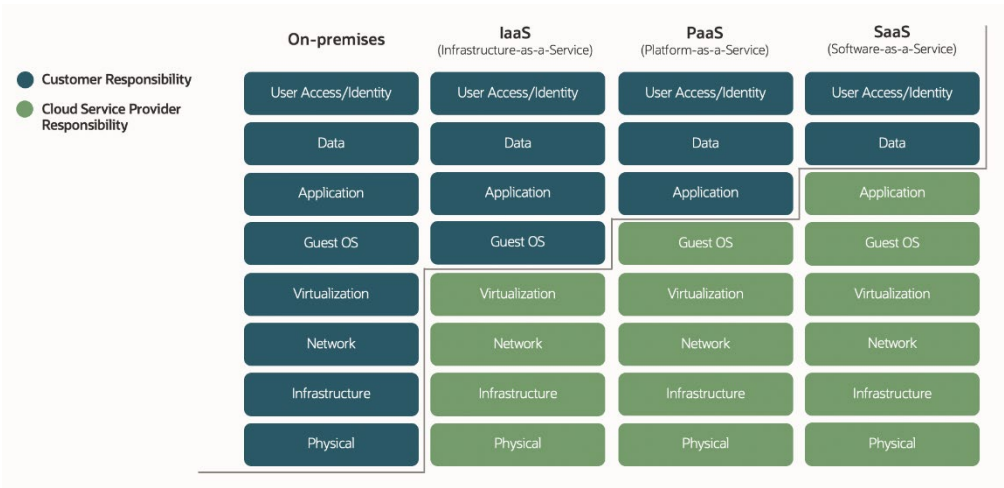 On-premises
IaaS
(Infrastructure-as-a-Service)
PaaS
(Platform-as-a-Service)
SaaS
(Software-as-a-Service)
Customer Responsibility
Cloud Service Provider
Responsibility
User Access/Identity
User Access/Identity
User Access/Identity
User Access/Identity
Data
Data
Data
Data
Application
Application
Application
Application
Guest OS
Guest OS
Guest OS
Guest OS
Virtualization
Virtualization
Virtualization
Virtualization
Network
Network
Network
Network
Infrastructure
Infrastructure
Infrastructure
Infrastructure
Physical
Physical
Physical
Physical